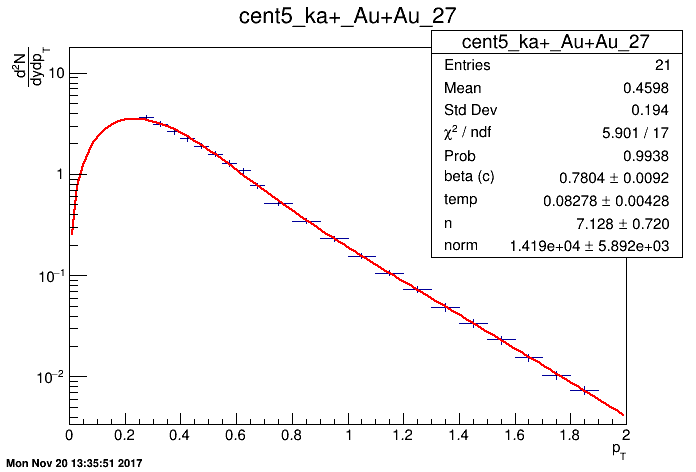 cent5_ka+_Au+Au_27
cent5_ka+_Au+Au_27
Entries 21
Mean 0.4598
Std Dev 0.194
χ² / ndf 5.901 / 17
Prob 0.9938
beta (c) 0.7804 ± 0.0092
temp 0.08278 ± 0.00428
n 7.128 ± 0.720
norm 1.419e+04 ± 5.892e+03
d²N
dydp_T
10
1
10⁻¹
10⁻²
0 0.2 0.4 0.6 0.8 1 1.2 1.4 1.6 1.8 2
p_T
Mon Nov 20 13:35:51 2017